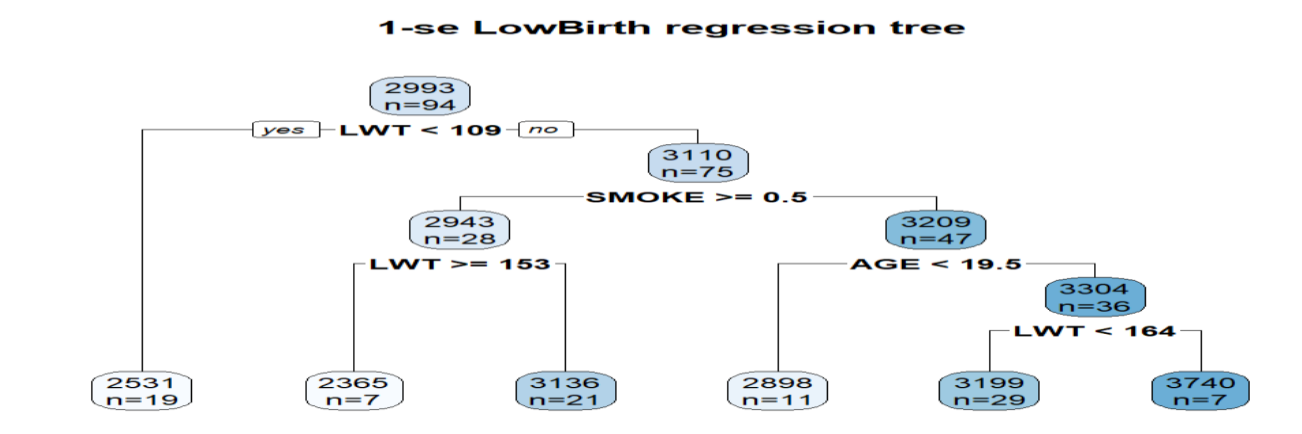 1-se LowBirth regression tree
2993
n=94
yes LWT < 109 no
3110
n=75
SMOKE >= 0.5
2943
n=28
3209
n=47
LWT >= 153
AGE < 19.5
3304
n=36
LWT < 164
2531
n=19
2365
n=7
3136
n=21
2898
n=11
3199
n=29
3740
n=7